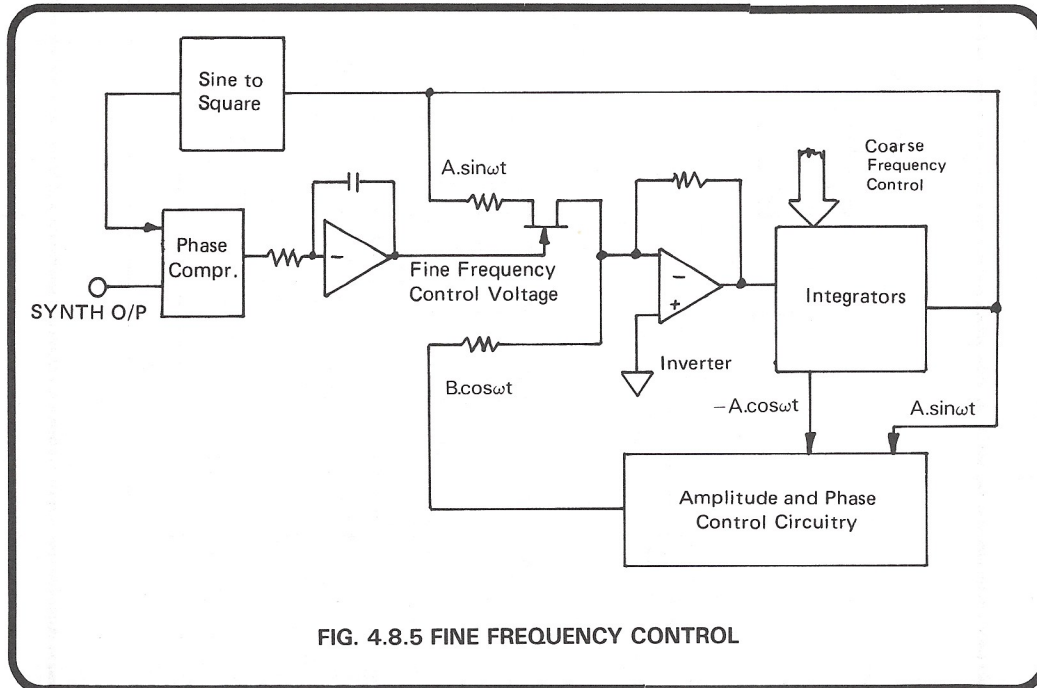 Sine to
Square
Coarse
Frequency
Control
A.sinωt
Phase
Compr.
−
Fine Frequency
Control Voltage
−
+
Integrators
SYNTH O/P
Inverter
B.cosωt
−A.cosωt
A.sinωt
Amplitude and Phase
Control Circuitry
FIG. 4.8.5 FINE FREQUENCY CONTROL